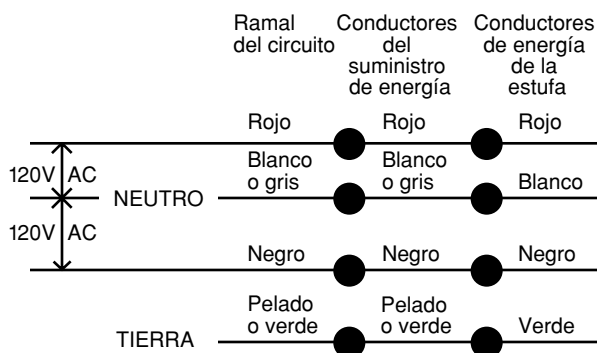 Ramal
del circuito
Conductores
del
suministro
de energía
Conductores
de energía
de la
estufa
Rojo
Rojo
Rojo
120V AC
Blanco
o gris
Blanco
o gris
Blanco
NEUTRO
120V AC
Negro
Negro
Negro
Pelado
o verde
Pelado
o verde
Verde
TIERRA